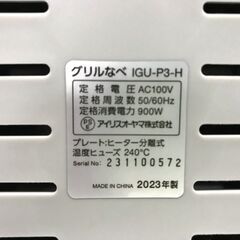 グリルなべ IGU-P3-H
定格電圧 AC100V
定格周波数 50/60Hz
定格消費電力 900W
PSE
アイリスオーヤマ株式会社
プレート:ヒーター分離式
温度ヒューズ 240℃
Serial No.: 231100572
MADE IN CHINA 2023年製